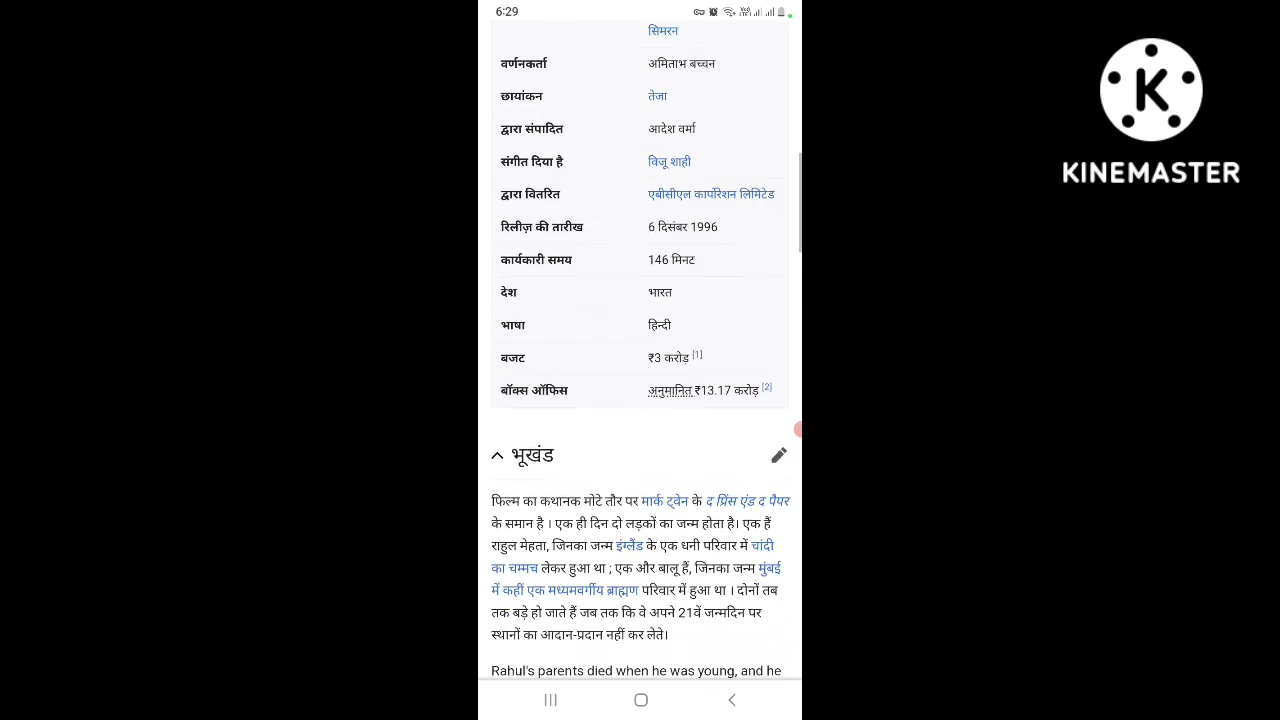 6:29
सिमरन
वर्णनकर्ता अमिताभ बच्चन
छायांकन तेजा
द्वारा संपादित आदेश वर्मा
संगीत दिया है विजू शाही
द्वारा वितरित एबीसीएल कार्पोरेशन लिमिटेड
रिलीज़ की तारीख 6 दिसंबर 1996
कार्यकारी समय 146 मिनट
देश भारत
भाषा हिन्दी
बजट ₹3 करोड़ [1]
बॉक्स ऑफिस अनुमानित ₹13.17 करोड़ [2]
भूखंड
फिल्म का कथानक मोटे तौर पर मार्क ट्वेन के द प्रिंस एंड द पैपर
के समान है । एक ही दिन दो लड़कों का जन्म होता है। एक हैं
राहुल मेहता, जिनका जन्म इंग्लैंड के एक धनी परिवार में चांदी
का चम्मच लेकर हुआ था ; एक और बालू हैं, जिनका जन्म मुंबई
में कहीं एक मध्यमवर्गीय ब्राह्मण परिवार में हुआ था । दोनों तब
तक बड़े हो जाते हैं जब तक कि वे अपने 21वें जन्मदिन पर
स्थानों का आदान-प्रदान नहीं कर लेते।
Rahul's parents died when he was young, and he
K
KINEMASTER